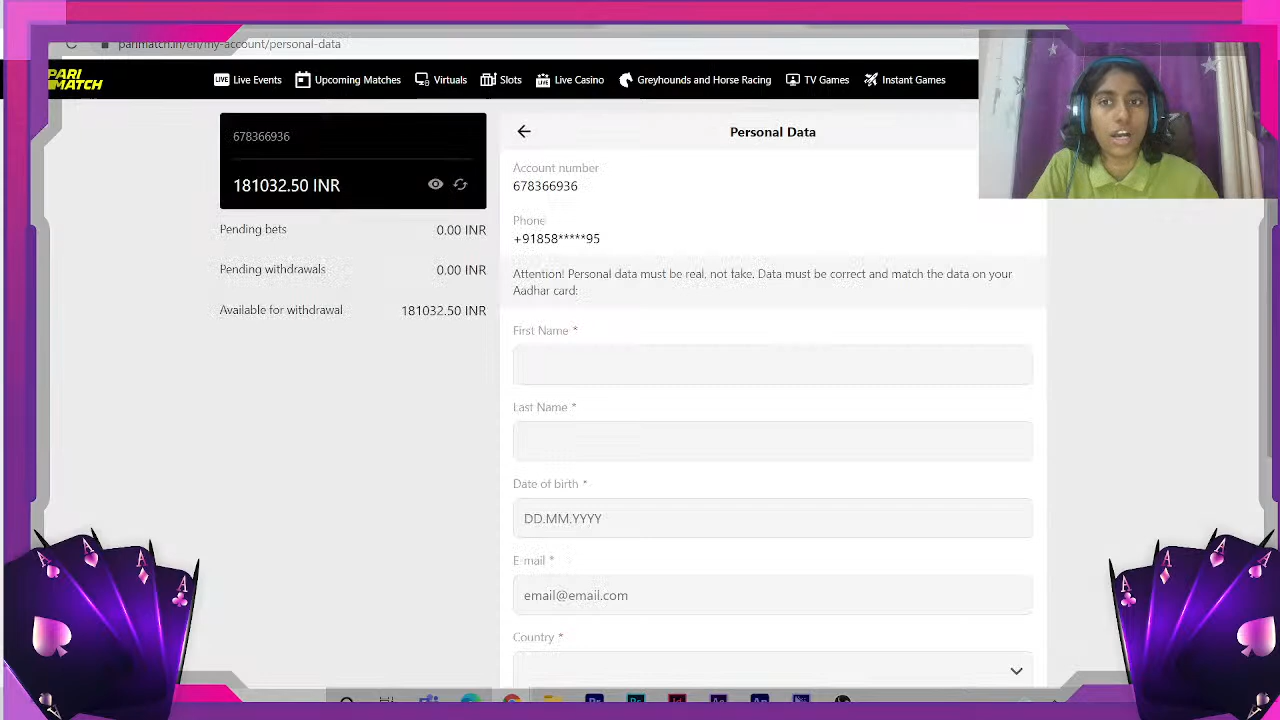 parimatch.in/en/my-account/personal-data
PARI
MATCH
LIVE Live Events
Upcoming Matches
Virtuals
Slots
LIVE Live Casino
Greyhounds and Horse Racing
TV Games
Instant Games
678366936
181032.50 INR
Pending bets 0.00 INR
Pending withdrawals 0.00 INR
Available for withdrawal 181032.50 INR
Personal Data
Account number
678366936
Phone
+91858*****95
Attention! Personal data must be real, not fake. Data must be correct and match the data on your
Aadhar card:
First Name *
Last Name *
Date of birth *
DD.MM.YYYY
E-mail *
email@email.com
Country *
A
A
A
A
A
A
A
A